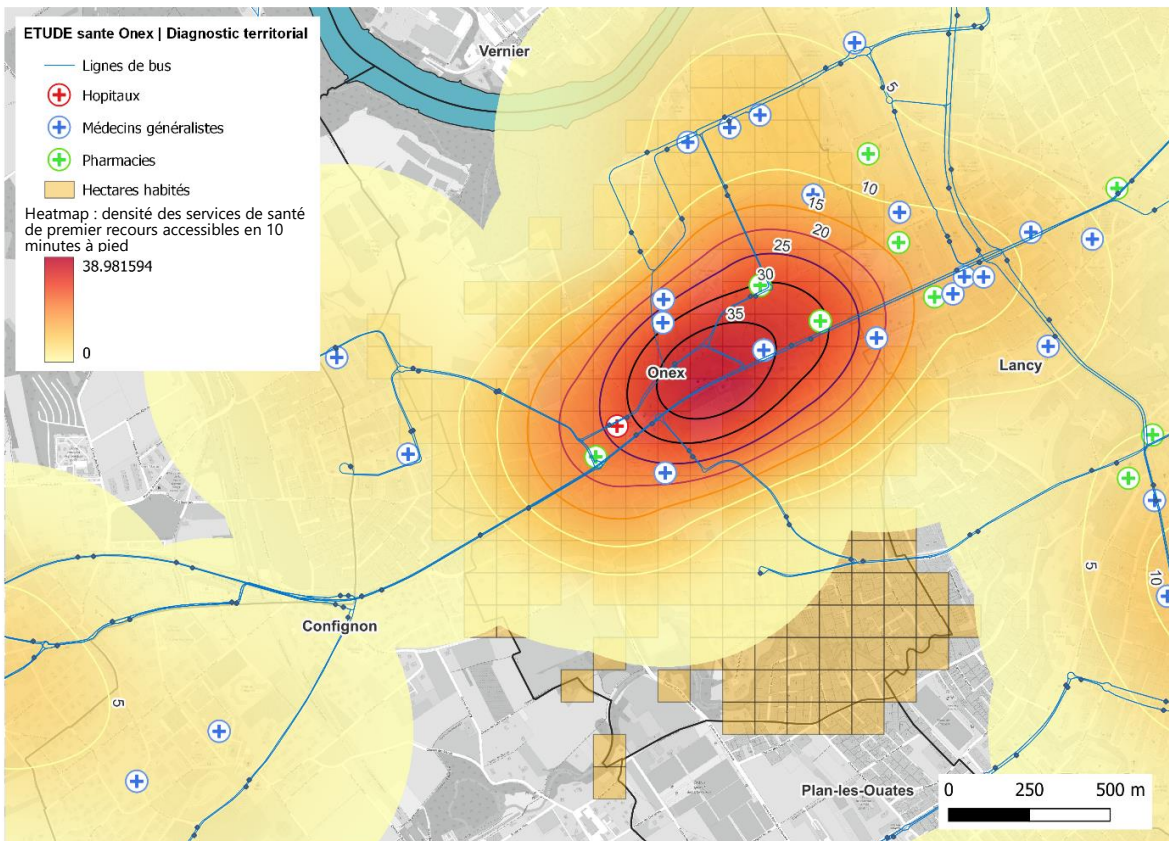 ETUDE sante Onex | Diagnostic territorial
Lignes de bus
Hopitaux
Médecins généralistes
Pharmacies
Hectares habités
Heatmap : densité des services de santé
de premier recours accessibles en 10
minutes à pied
38.981594
0
Vernier
5
10
15
20
25
30
35
Onex
Lancy
Confignon
5
10
5
Plan-les-Ouates
0 250 500 m